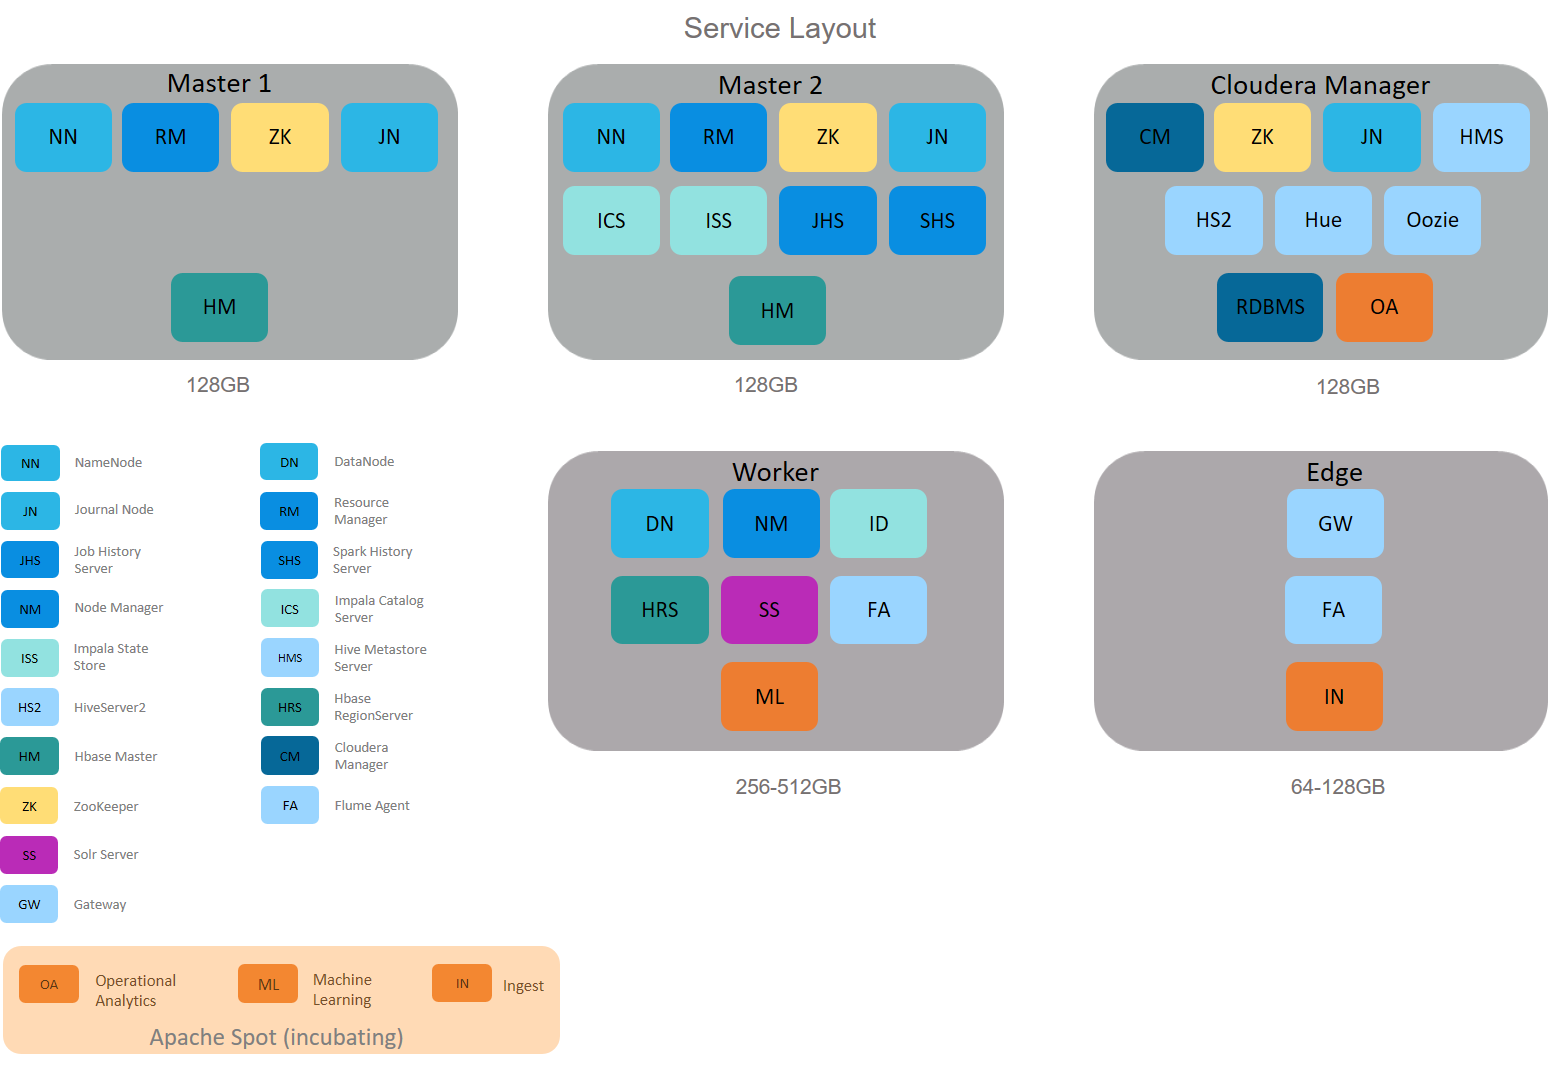 Service Layout
Master 1
NN RM ZK JN
HM
128GB
Master 2
NN RM ZK JN
ICS ISS JHS SHS
HM
128GB
Cloudera Manager
CM ZK JN HMS
HS2 Hue Oozie
RDBMS OA
128GB
Worker
DN NM ID
HRS SS FA
ML
256-512GB
Edge
GW
FA
IN
64-128GB
NN NameNode
JN Journal Node
JHS Job History
Server
NM Node Manager
ISS Impala State
Store
HS2 HiveServer2
HM Hbase Master
ZK ZooKeeper
SS Solr Server
GW Gateway
DN DataNode
RM Resource
Manager
SHS Spark History
Server
ICS Impala Catalog
Server
HMS Hive Metastore
Server
HRS Hbase
RegionServer
CM Cloudera
Manager
FA Flume Agent
OA Operational
Analytics
ML Machine
Learning
IN Ingest
Apache Spot (incubating)